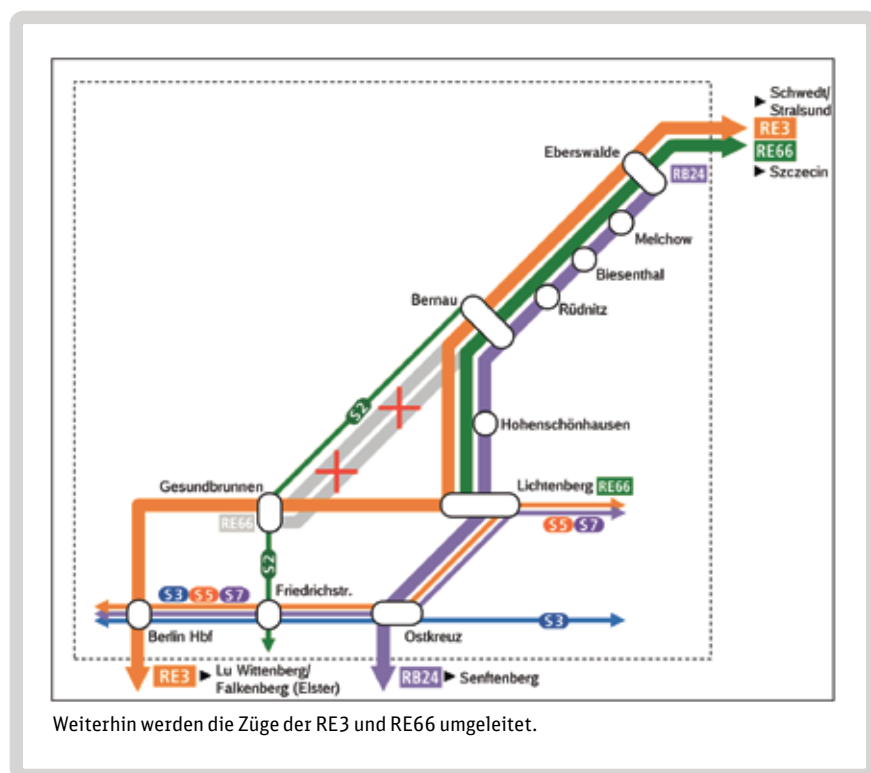 Schwedt/
Stralsund
RE3
Eberswalde
RE66
RB24
Szczecin
Melchow
Biesenthal
Bernau
Rüdnitz
S2
Hohenschönhausen
Gesundbrunnen
Lichtenberg RE66
RE66
S5 S7
S2
S3 S5 S7
Friedrichstr.
S3
Berlin Hbf
Ostkreuz
RE3
Lu Wittenberg/
Falkenberg (Elster)
RB24
Senftenberg
Weiterhin werden die Züge der RE3 und RE66 umgeleitet.